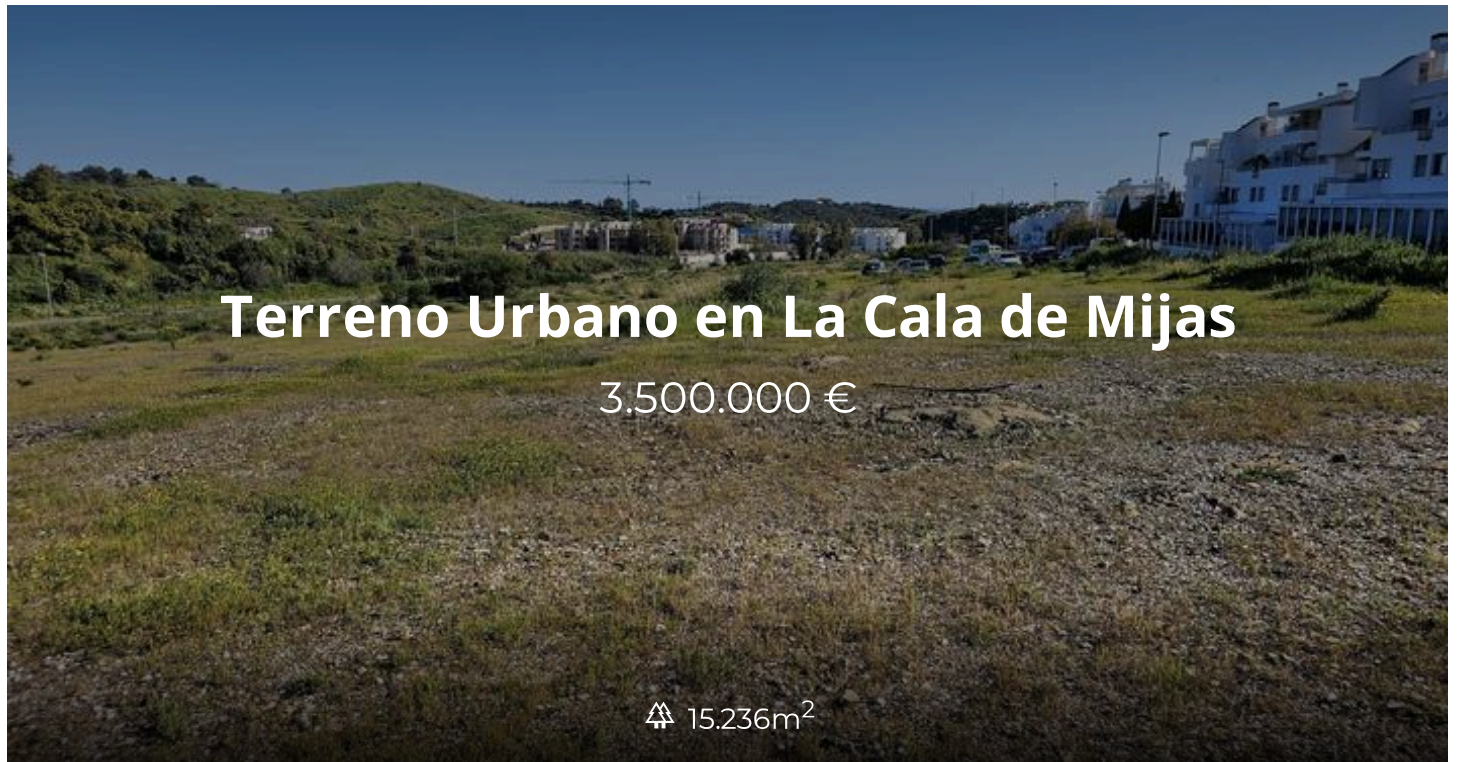 Terreno Urbano en La Cala de Mijas
3.500.000 €
15.236m²